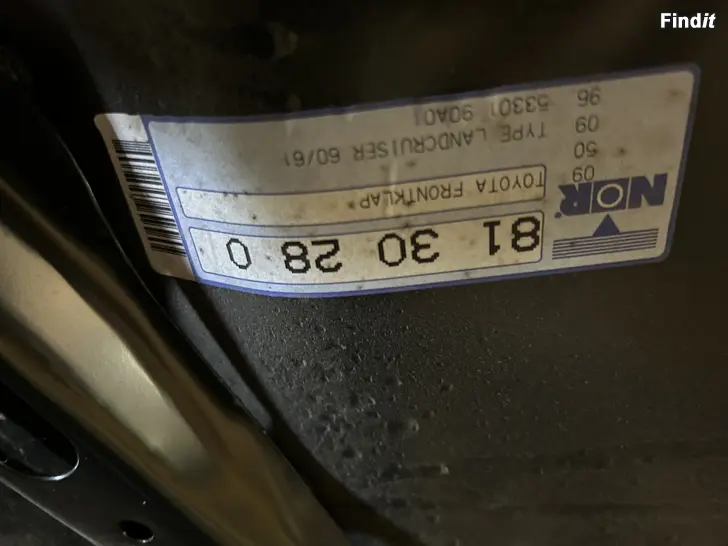 Findit
NOR
81 30 28 0
TOYOTA FRONTKLAP
TYPE LANDCRUISER 60/61
53301 90A01
09
50
09
96